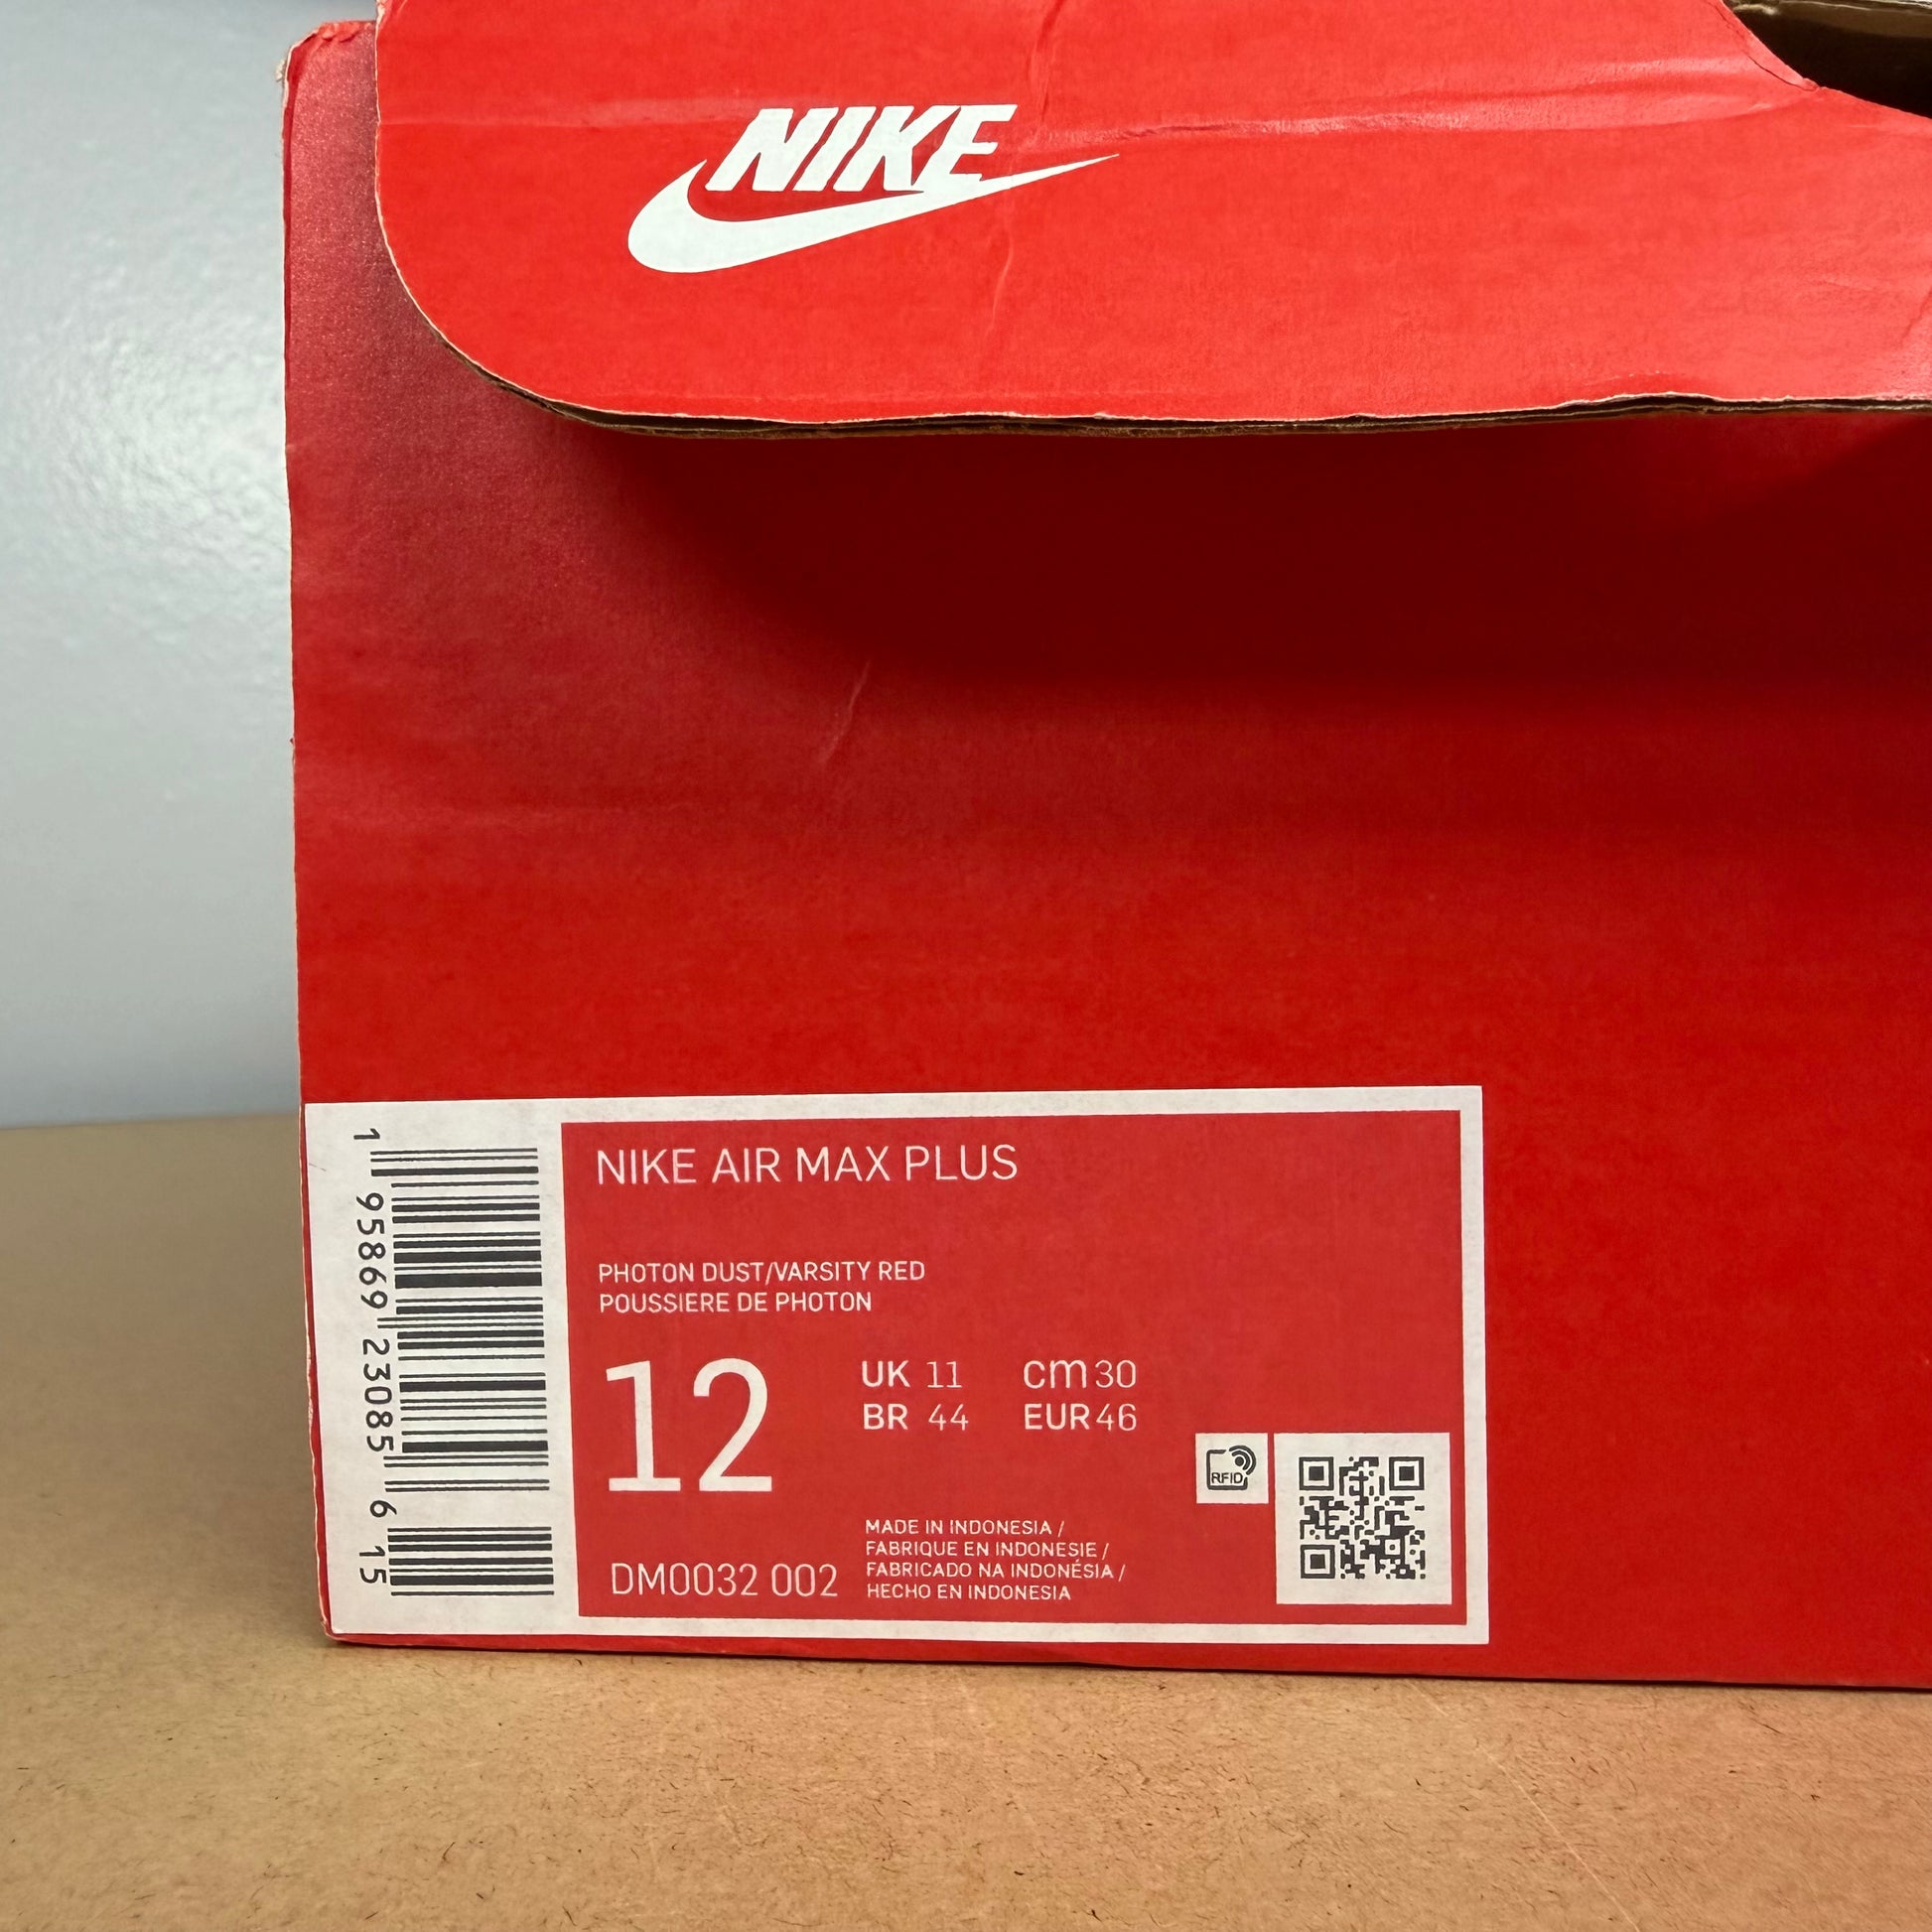 NIKE
NIKE AIR MAX PLUS
PHOTON DUST/VARSITY RED
POUSSIERE DE PHOTON
12
UK 11 cm 30
BR 44 EUR 46
RFID
MADE IN INDONESIA /
FABRIQUE EN INDONESIE /
FABRICADO NA INDONÉSIA /
HECHO EN INDONESIA
DM0032 002
1 95869 23085 6 15